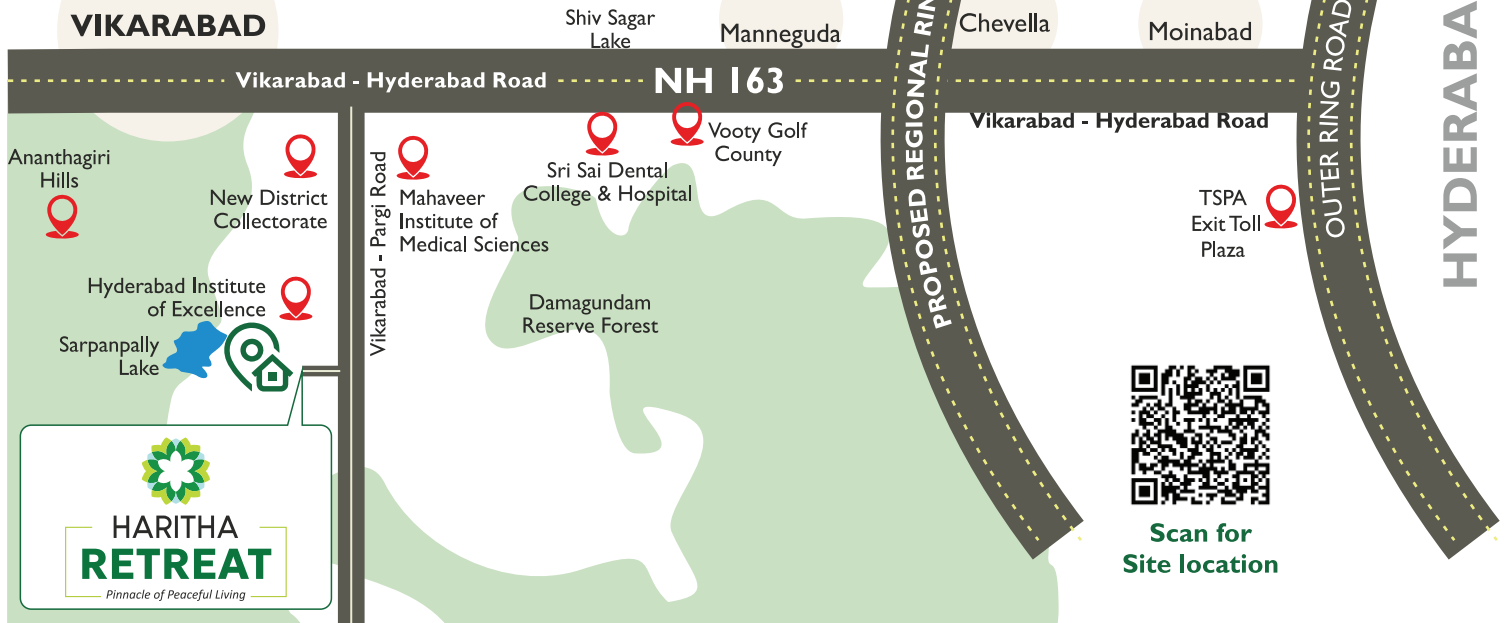 VIKARABAD
Shiv Sagar
Lake
Manneguda
Chevella
Moinabad
Vikarabad - Hyderabad Road
NH 163
Vikarabad - Hyderabad Road
PROPOSED REGIONAL RIN
OUTER RING ROAD
HYDERABA
Ananthagiri
Hills
New District
Collectorate
Vikarabad - Pargi Road
Mahaveer
Institute of
Medical Sciences
Sri Sai Dental
College & Hospital
Vooty Golf
County
TSPA
Exit Toll
Plaza
Hyderabad Institute
of Excellence
Sarpanpally
Lake
Damagundam
Reserve Forest
HARITHA
RETREAT
Pinnacle of Peaceful Living
Scan for
Site location